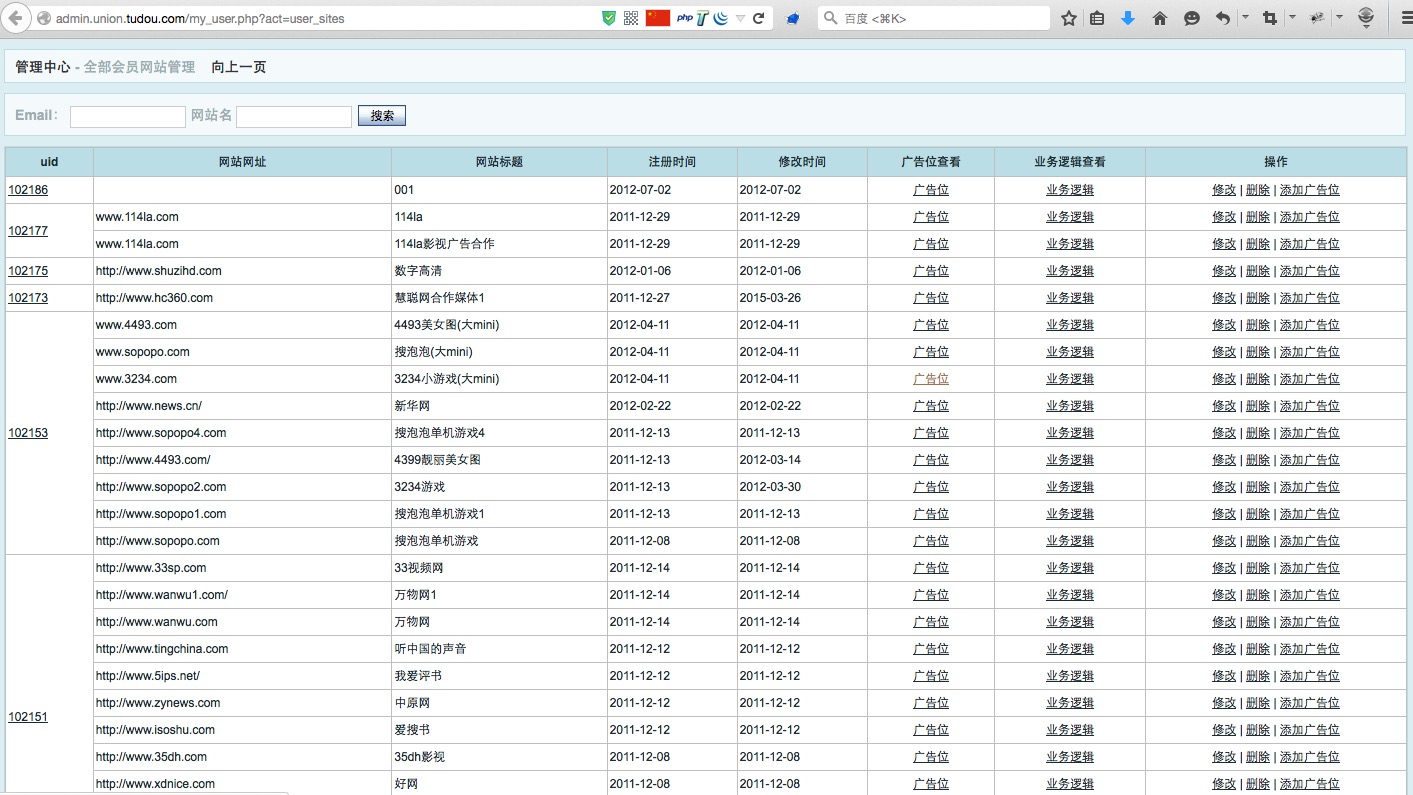 admin.union.tudou.com/my_user.php?act=user_sites php T 百度 <⌘K>
管理中心 - 全部会员网站管理 向上一页
Email: 网站名 搜索
uid 网站网址 网站标题 注册时间 修改时间 广告位查看 业务逻辑查看 操作
102186 001 2012-07-02 2012-07-02 广告位 业务逻辑 修改 | 删除 | 添加广告位
102177 www.114la.com 114la 2011-12-29 2011-12-29 广告位 业务逻辑 修改 | 删除 | 添加广告位
www.114la.com 114la影视广告合作 2011-12-29 2011-12-29 广告位 业务逻辑 修改 | 删除 | 添加广告位
102175 http://www.shuzihd.com 数字高清 2012-01-06 2012-01-06 广告位 业务逻辑 修改 | 删除 | 添加广告位
102173 http://www.hc360.com 慧聪网合作媒体1 2011-12-27 2015-03-26 广告位 业务逻辑 修改 | 删除 | 添加广告位
www.4493.com 4493美女图(大mini) 2012-04-11 2012-04-11 广告位 业务逻辑 修改 | 删除 | 添加广告位
www.sopopo.com 搜泡泡(大mini) 2012-04-11 2012-04-11 广告位 业务逻辑 修改 | 删除 | 添加广告位
www.3234.com 3234小游戏(大mini) 2012-04-11 2012-04-11 广告位 业务逻辑 修改 | 删除 | 添加广告位
http://www.news.cn/ 新华网 2012-02-22 2012-02-22 广告位 业务逻辑 修改 | 删除 | 添加广告位
102153 http://www.sopopo4.com 搜泡泡单机游戏4 2011-12-13 2011-12-13 广告位 业务逻辑 修改 | 删除 | 添加广告位
http://www.4493.com/ 4399靓丽美女图 2011-12-13 2012-03-14 广告位 业务逻辑 修改 | 删除 | 添加广告位
http://www.sopopo2.com 3234游戏 2011-12-13 2012-03-30 广告位 业务逻辑 修改 | 删除 | 添加广告位
http://www.sopopo1.com 搜泡泡单机游戏1 2011-12-13 2011-12-13 广告位 业务逻辑 修改 | 删除 | 添加广告位
http://www.sopopo.com 搜泡泡单机游戏 2011-12-08 2011-12-08 广告位 业务逻辑 修改 | 删除 | 添加广告位
http://www.33sp.com 33视频网 2011-12-14 2011-12-14 广告位 业务逻辑 修改 | 删除 | 添加广告位
http://www.wanwu1.com/ 万物网1 2011-12-14 2011-12-14 广告位 业务逻辑 修改 | 删除 | 添加广告位
http://www.wanwu.com 万物网 2011-12-14 2011-12-14 广告位 业务逻辑 修改 | 删除 | 添加广告位
http://www.tingchina.com 听中国的声音 2011-12-12 2011-12-12 广告位 业务逻辑 修改 | 删除 | 添加广告位
http://www.5ips.net/ 我爱评书 2011-12-12 2011-12-12 广告位 业务逻辑 修改 | 删除 | 添加广告位
http://www.zynews.com 中原网 2011-12-12 2011-12-12 广告位 业务逻辑 修改 | 删除 | 添加广告位
102151 http://www.isoshu.com 爱搜书 2011-12-12 2011-12-12 广告位 业务逻辑 修改 | 删除 | 添加广告位
http://www.35dh.com 35dh影视 2011-12-08 2011-12-08 广告位 业务逻辑 修改 | 删除 | 添加广告位
http://www.xdnice.com 好网 2011-12-08 2011-12-08 广告位 业务逻辑 修改 | 删除 | 添加广告位